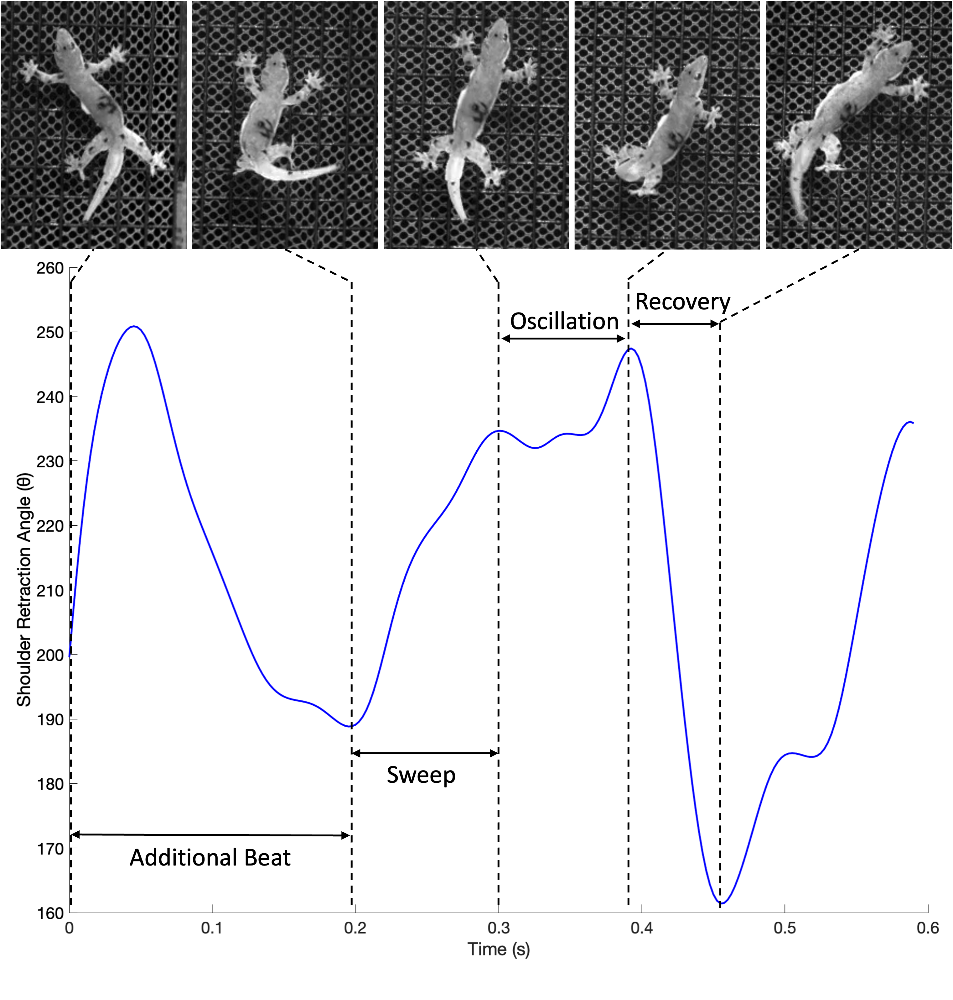 260
Recovery
Oscillation
250
240
230
220
210
200
190
Sweep
180
170
Additional Beat
160
Shoulder Retraction Angle (θ)
0 0.1 0.2 0.3 0.4 0.5 0.6
Time (s)